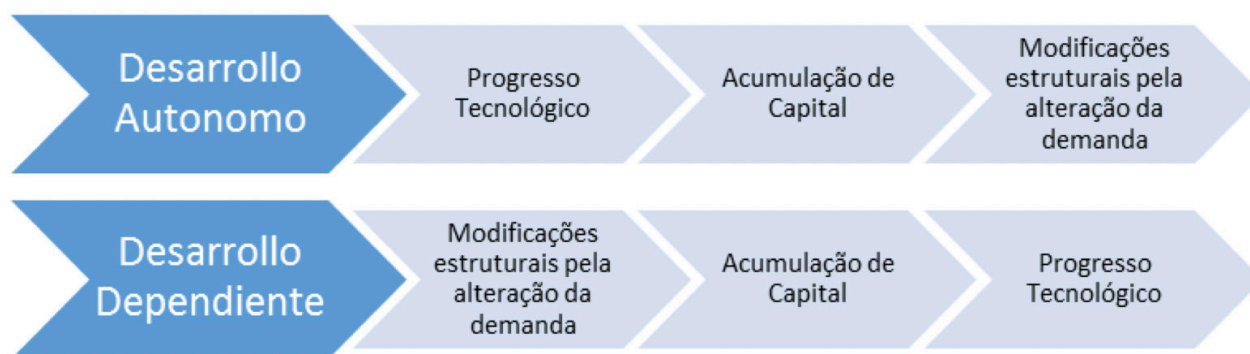 Desarrollo
Autonomo
Progresso
Tecnológico
Acumulação de
Capital
Modificações
estruturais pela
alteração da
demanda
Desarrollo
Dependiente
Modificações
estruturais pela
alteração da
demanda
Acumulação de
Capital
Progresso
Tecnológico